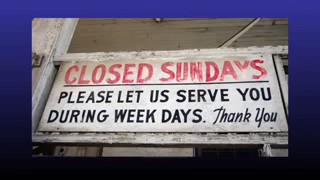 CLOSED SUNDAYS
PLEASE LET US SERVE YOU
DURING WEEK DAYS. Thank You